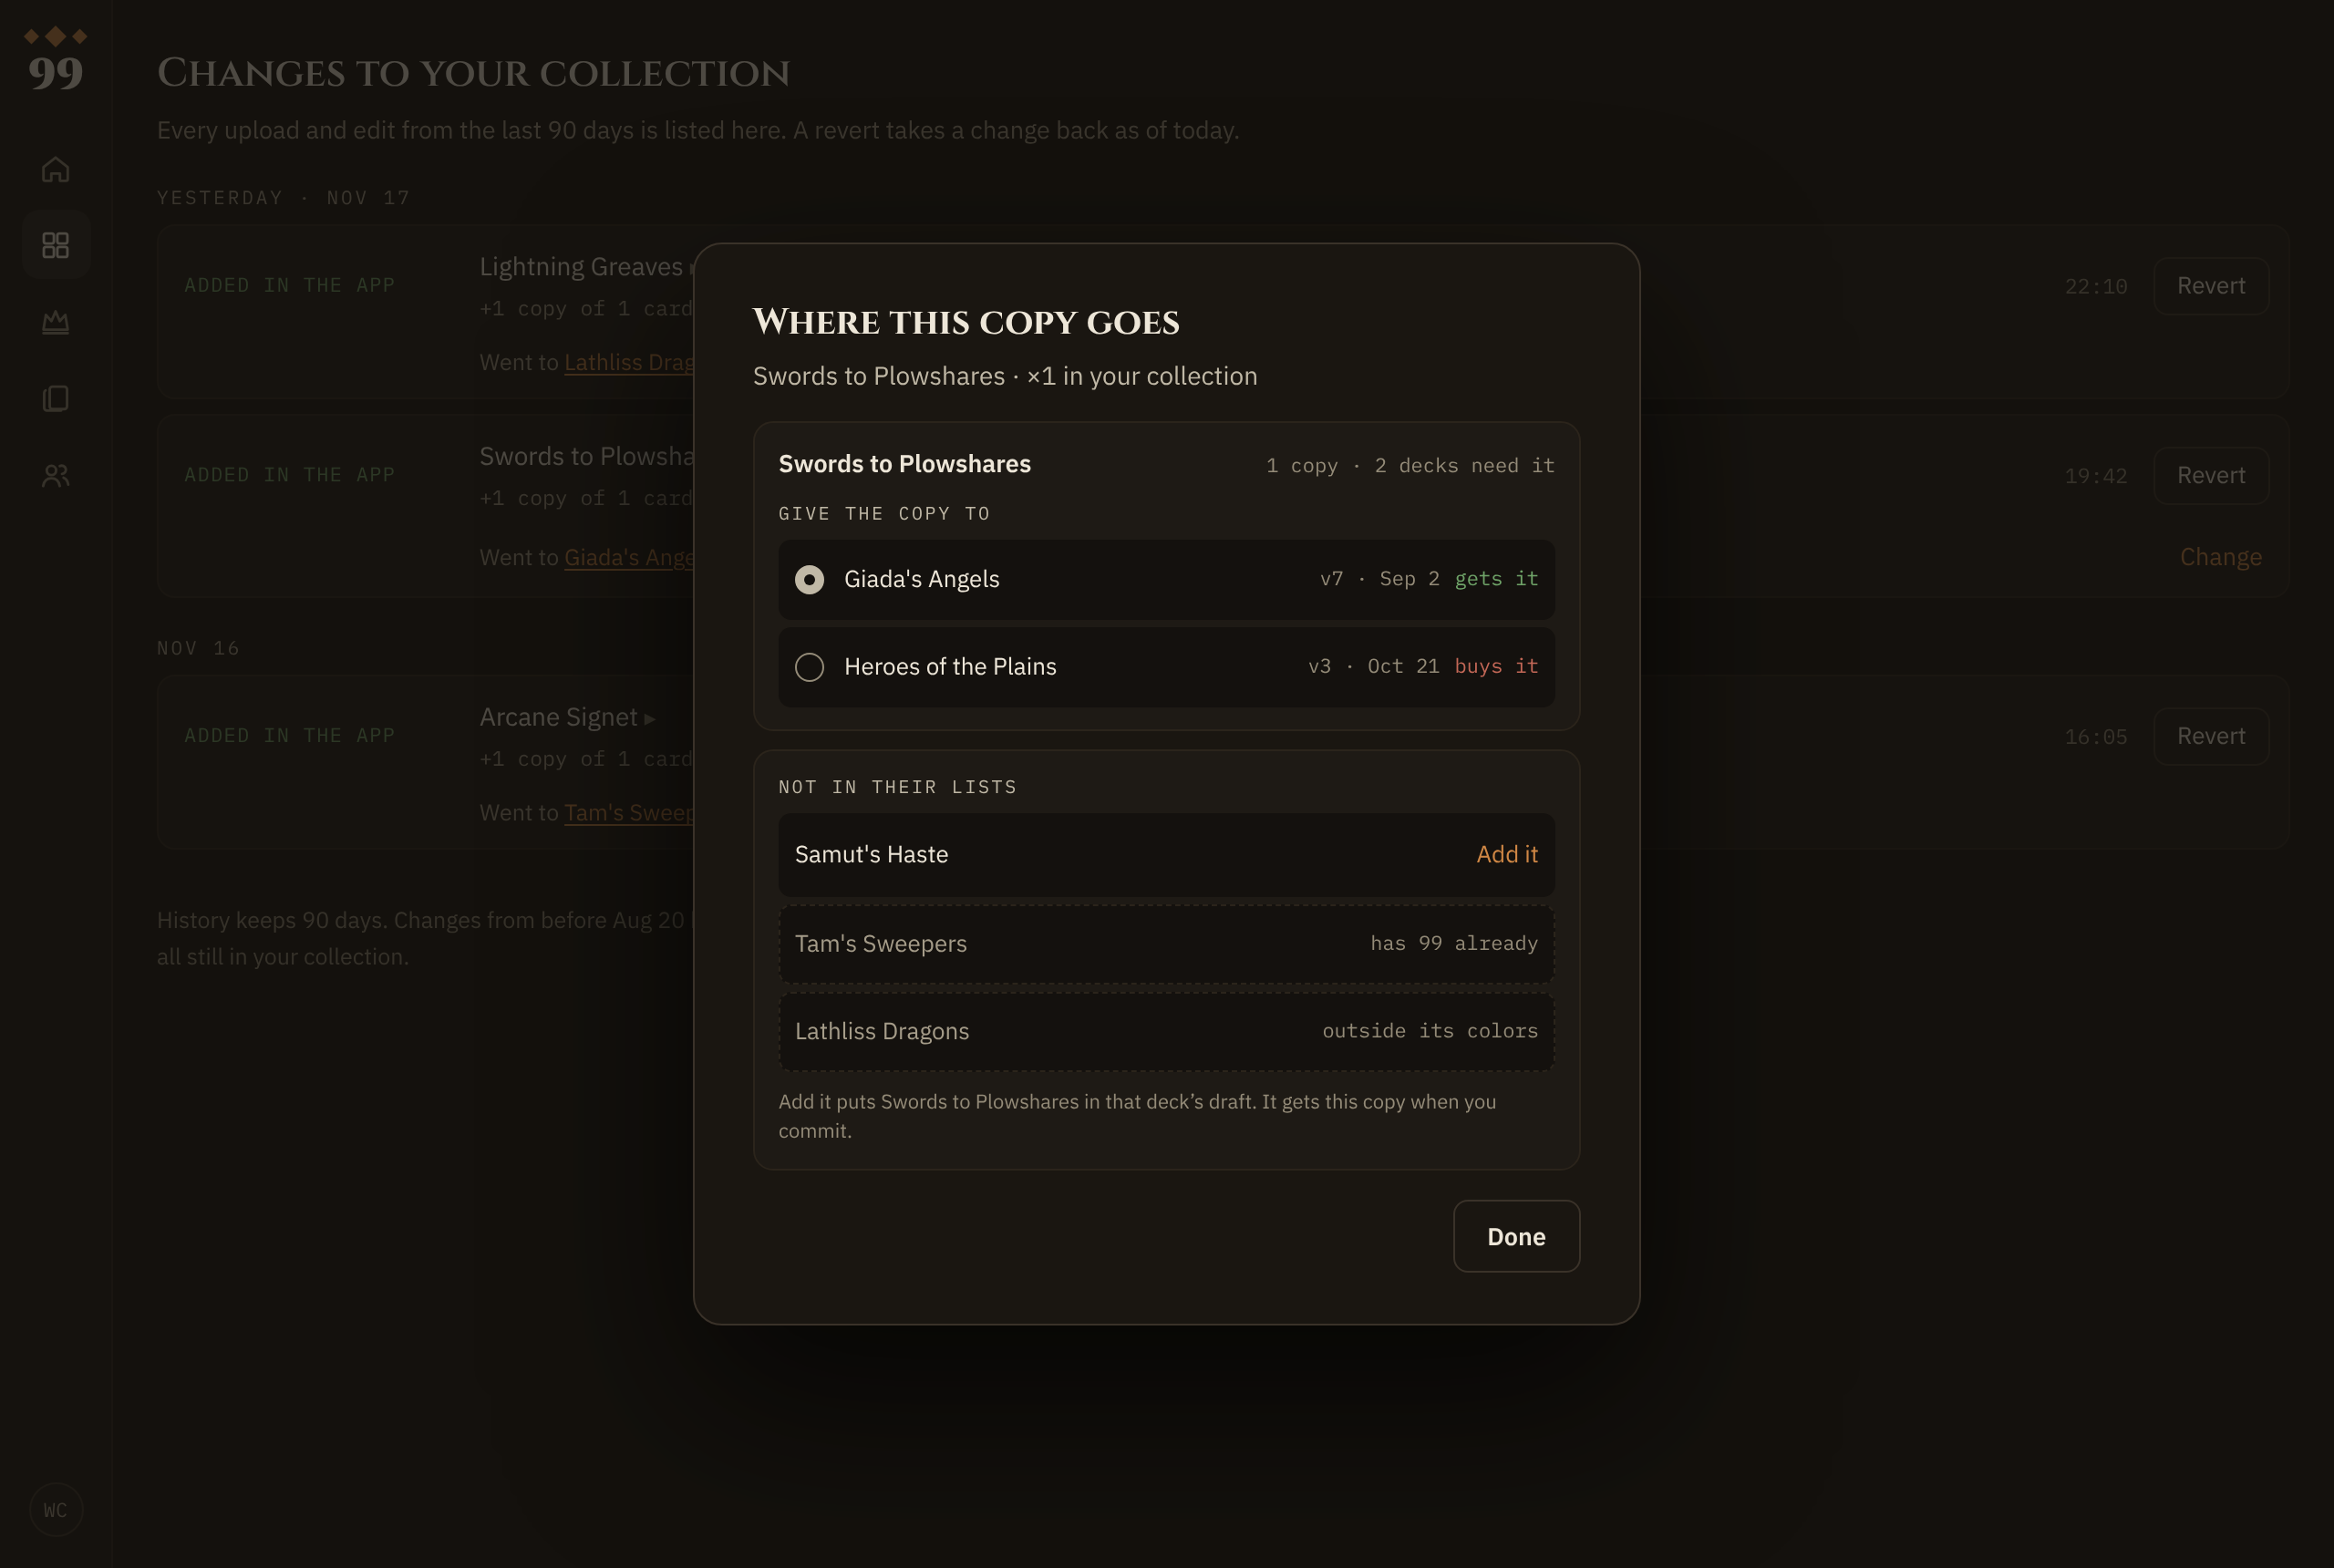 99
Changes to your collection
Every upload and edit from the last 90 days is listed here. A revert takes a change back as of today.
YESTERDAY · NOV 17
ADDED IN THE APP
Lightning Greaves
+1 copy of 1 card
Went to Lathliss Drag
22:10
Revert
ADDED IN THE APP
Swords to Plowsha
+1 copy of 1 card
Went to Giada's Ange
19:42
Revert
Change
NOV 16
ADDED IN THE APP
Arcane Signet ▸
+1 copy of 1 card
Went to Tam's Sweep
16:05
Revert
History keeps 90 days. Changes from before Aug 20
all still in your collection.
WC
Where this copy goes
Swords to Plowshares · ×1 in your collection
Swords to Plowshares
1 copy · 2 decks need it
GIVE THE COPY TO
Giada's Angels
v7 · Sep 2 gets it
Heroes of the Plains
v3 · Oct 21 buys it
NOT IN THEIR LISTS
Samut's Haste
Add it
Tam's Sweepers
has 99 already
Lathliss Dragons
outside its colors
Add it puts Swords to Plowshares in that deck’s draft. It gets this copy when you
commit.
Done